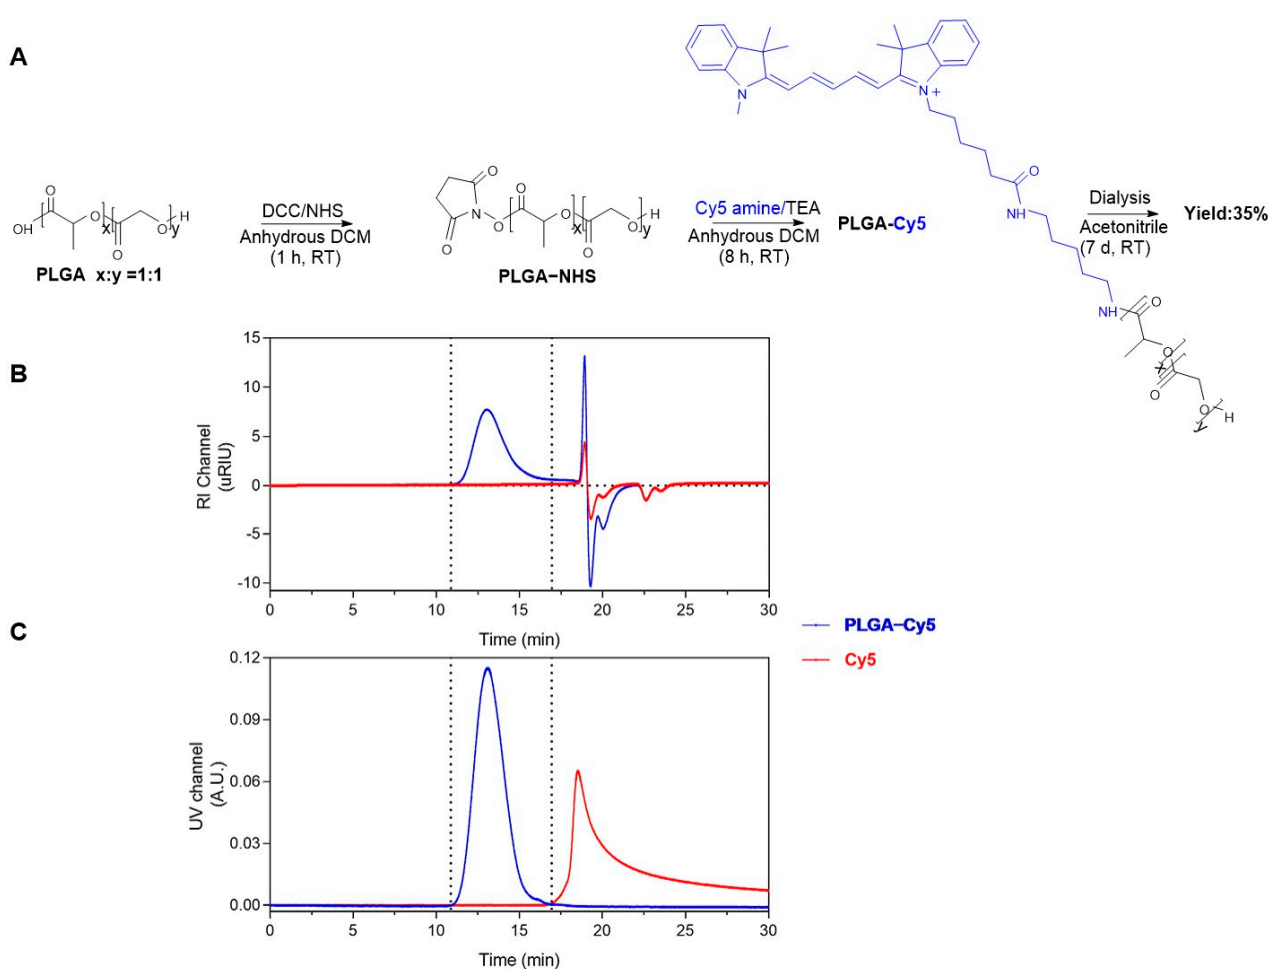 A
N
N
+
O
NH
NH
O
O
x
O
O
y
H
O
OH
O
x
O
O
y
H
PLGA x:y =1:1
DCC/NHS
Anhydrous DCM
(1 h, RT)
O
N
O
O
O
O
x
O
O
y
H
PLGA–NHS
Cy5 amine/TEA
Anhydrous DCM
(8 h, RT)
PLGA-Cy5
Dialysis
Acetonitrile
(7 d, RT)
Yield:35%
B
RI Channel
(uRIU)
15
10
5
0
-5
-10
0 5 10 15 20 25 30
Time (min)
C
PLGA–Cy5
Cy5
UV channel
(A.U.)
0.12
0.09
0.06
0.03
0.00
0 5 10 15 20 25 30
Time (min)